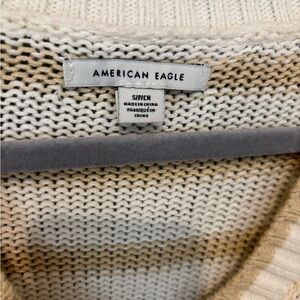 AMERICAN EAGLE
S/P/CH
MADE IN CHINA
FABRIQUÉ EN
CHINE